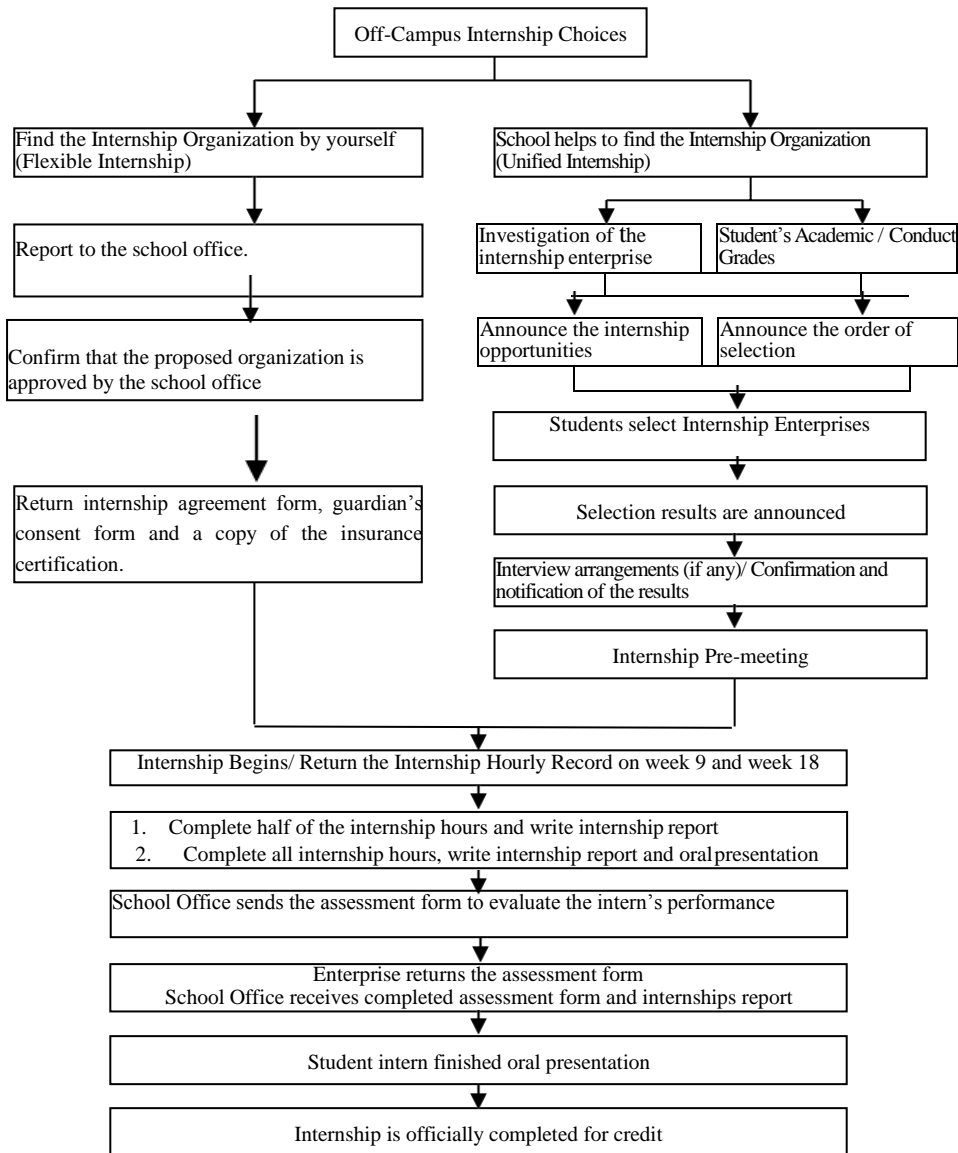 Off-Campus Internship Choices
Find the Internship Organization by yourself
(Flexible Internship)
Report to the school office.
Confirm that the proposed organization is
approved by the school office
Return internship agreement form, guardian's
consent form and a copy of the insurance
certification.
School helps to find the Internship Organization
(Unified Internship)
Investigation of the
internship enterprise
Student's Academic / Conduct
Grades
Announce the internship
opportunities
Announce the order of
selection
Students select Internship Enterprises
Selection results are announced
Interview arrangements (if any)/ Confirmation and
notification of the results
Internship Pre-meeting
Internship Begins/ Return the Internship Hourly Record on week 9 and week 18
1. Complete half of the internship hours and write internship report
2. Complete all internship hours, write internship report and oral presentation
School Office sends the assessment form to evaluate the intern's performance
Enterprise returns the assessment form
School Office receives completed assessment form and internships report
Student intern finished oral presentation
Internship is officially completed for credit